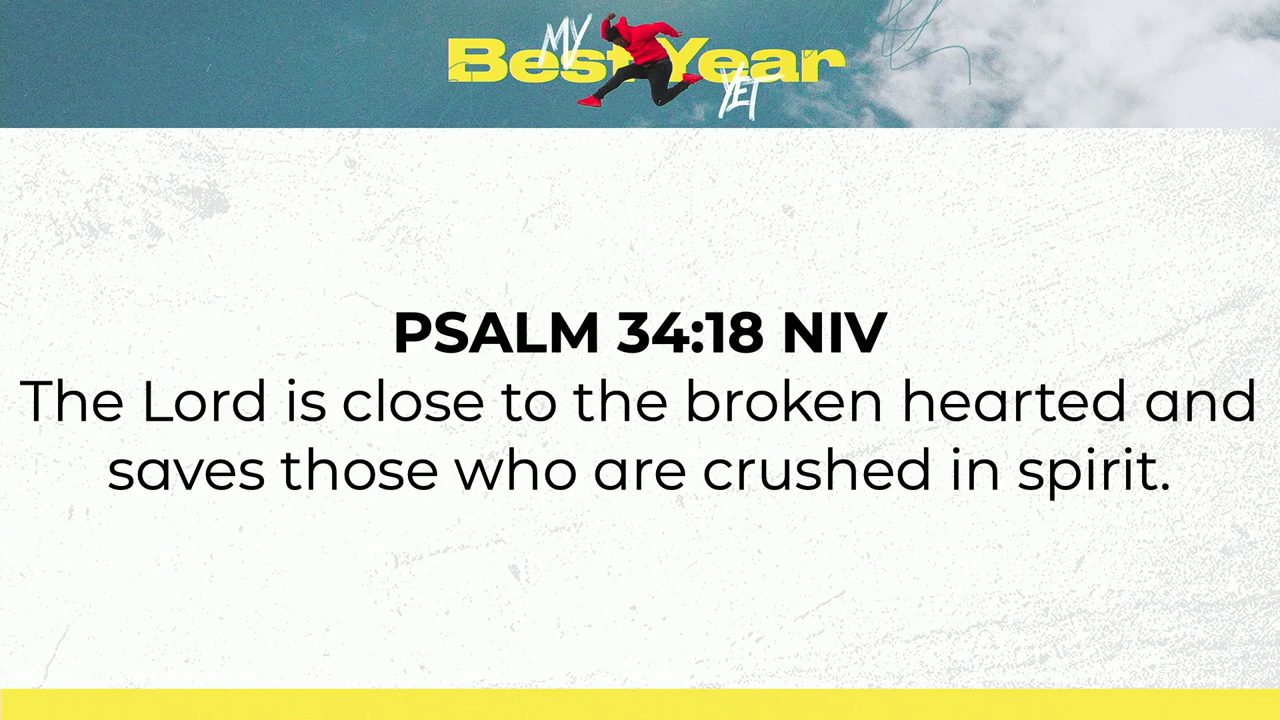 MY
Best Year
YET
PSALM 34:18 NIV
The Lord is close to the broken hearted and
saves those who are crushed in spirit.